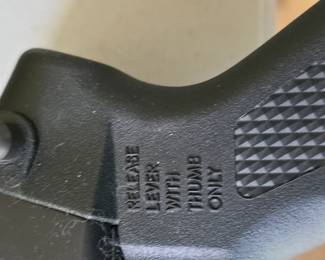 RELEASE
LEVER
WITH
THUMB
ONLY